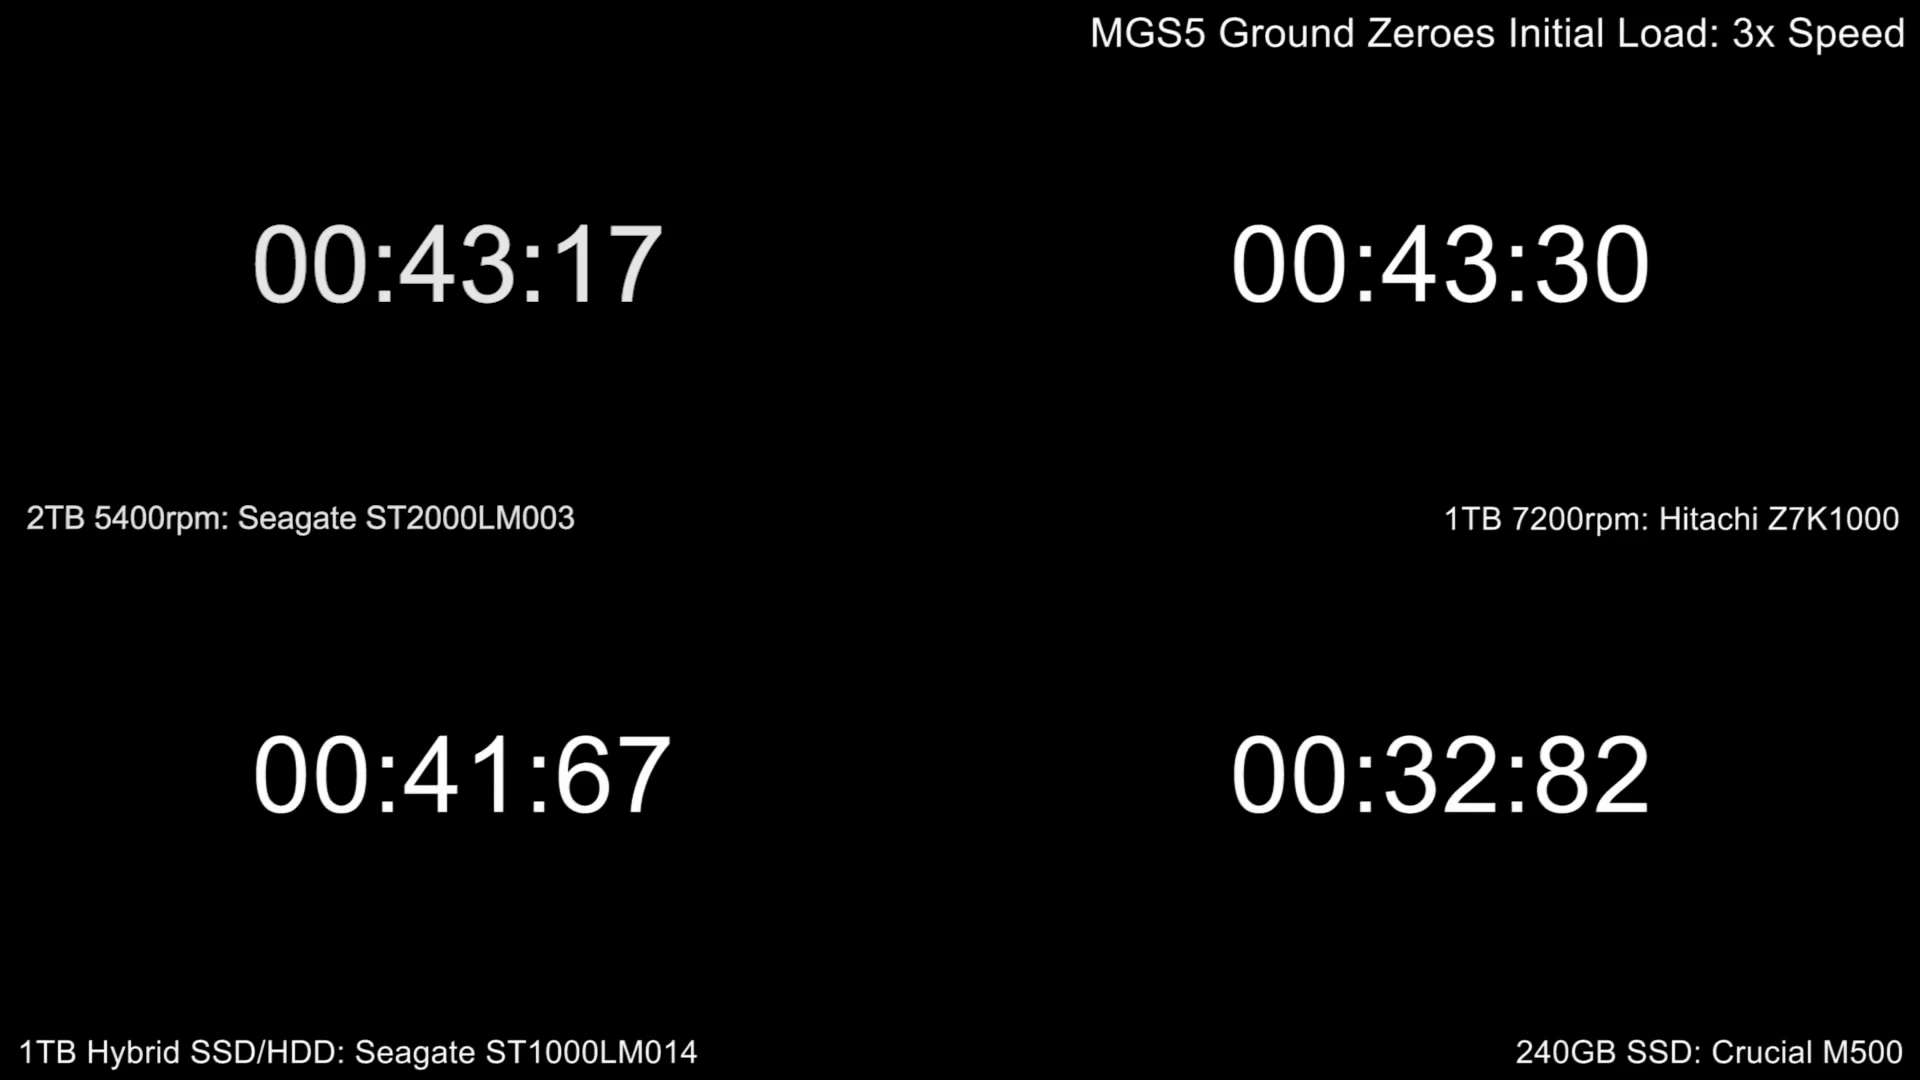 MGS5 Ground Zeroes Initial Load: 3x Speed
00:43:17
00:43:30
2TB 5400rpm: Seagate ST2000LM003
1TB 7200rpm: Hitachi Z7K1000
00:41:67
00:32:82
1TB Hybrid SSD/HDD: Seagate ST1000LM014
240GB SSD: Crucial M500